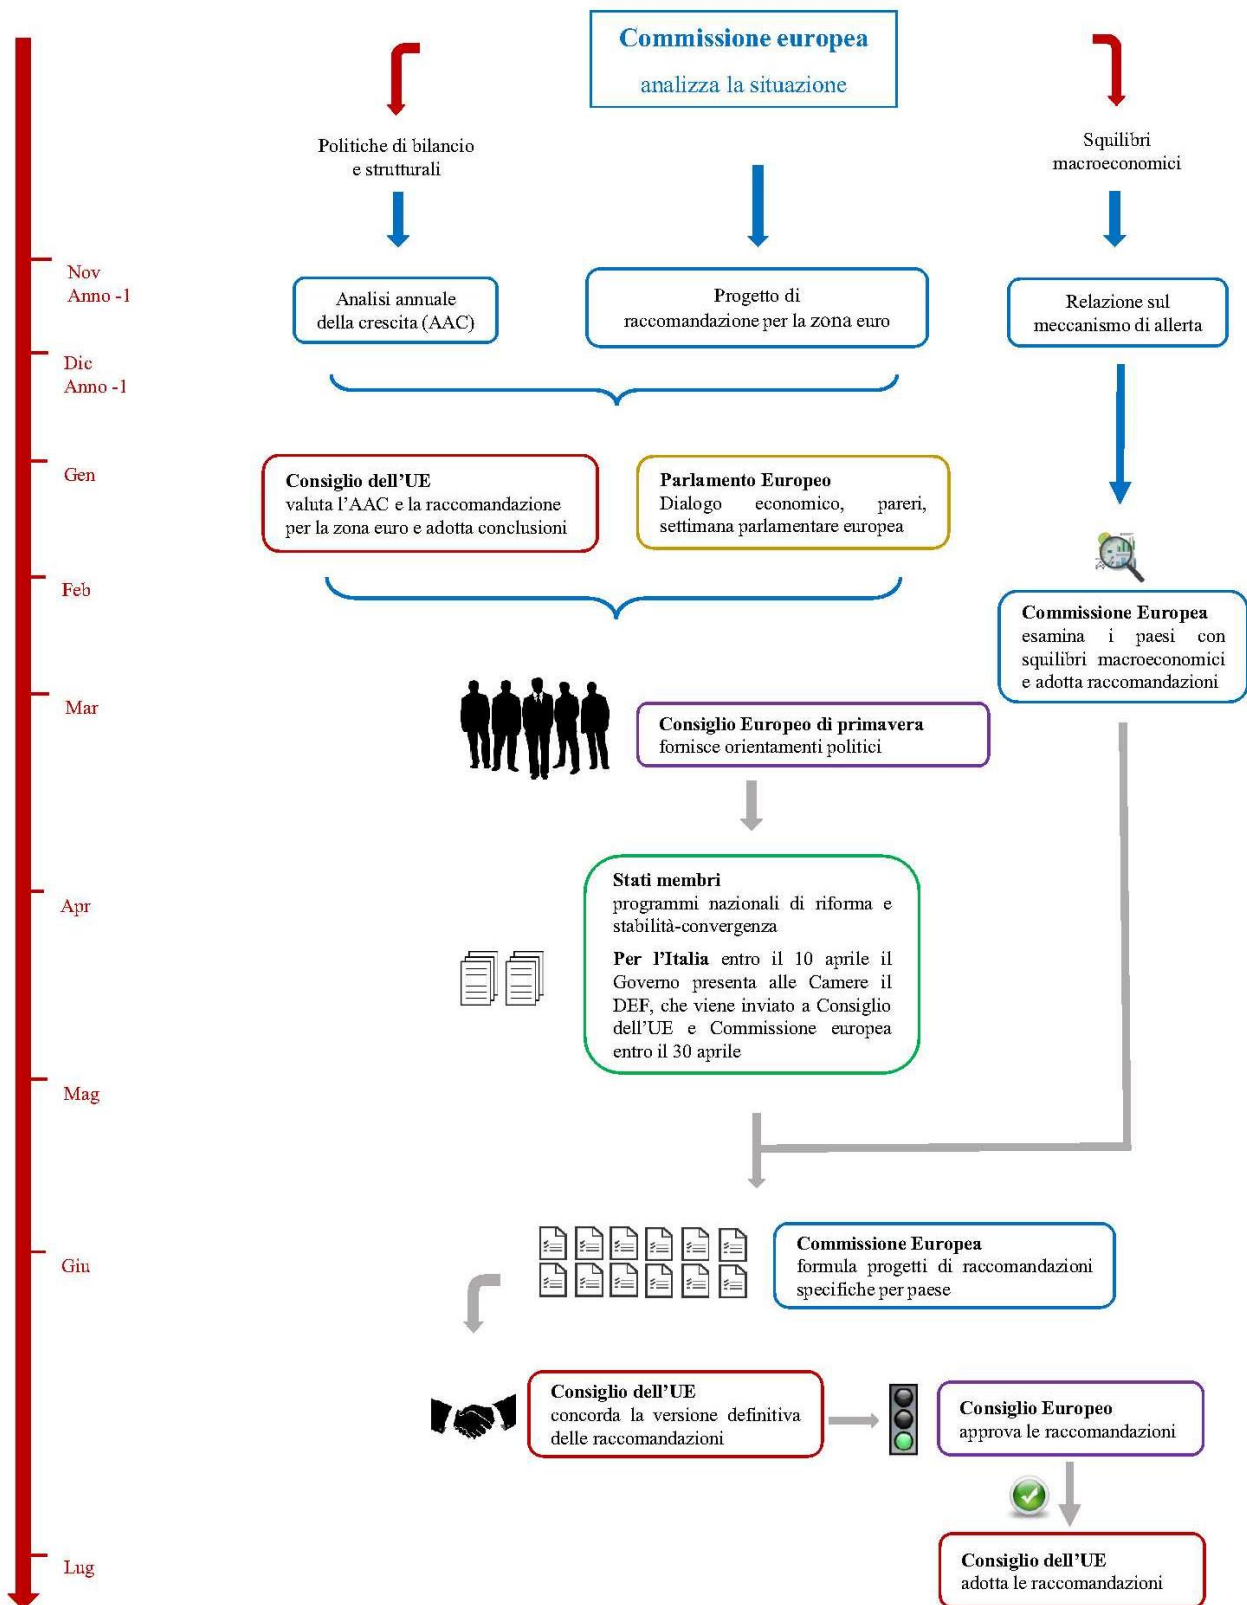 Commissione europea
analizza la situazione
Politiche di bilancio
e strutturali
Squilibri
macroeconomici
Nov
Anno -1
Analisi annuale
della crescita (AAC)
Progetto di
raccomandazione per la zona euro
Relazione sul
meccanismo di allerta
Dic
Anno -1
Gen
Consiglio dell’UE
valuta l’AAC e la raccomandazione
per la zona euro e adotta conclusioni
Parlamento Europeo
Dialogo economico, pareri,
settimana parlamentare europea
Feb
Commissione Europea
esamina i paesi con
squilibri macroeconomici
e adotta raccomandazioni
Mar
Consiglio Europeo di primavera
fornisce orientamenti politici
Apr
Stati membri
programmi nazionali di riforma e
stabilità-convergenza
Per l’Italia entro il 10 aprile il
Governo presenta alle Camere il
DEF, che viene inviato a Consiglio
dell’UE e Commissione europea
entro il 30 aprile
Mag
Giu
Commissione Europea
formula progetti di raccomandazioni
specifiche per paese
Consiglio dell’UE
concorda la versione definitiva
delle raccomandazioni
Consiglio Europeo
approva le raccomandazioni
Lug
Consiglio dell’UE
adotta le raccomandazioni